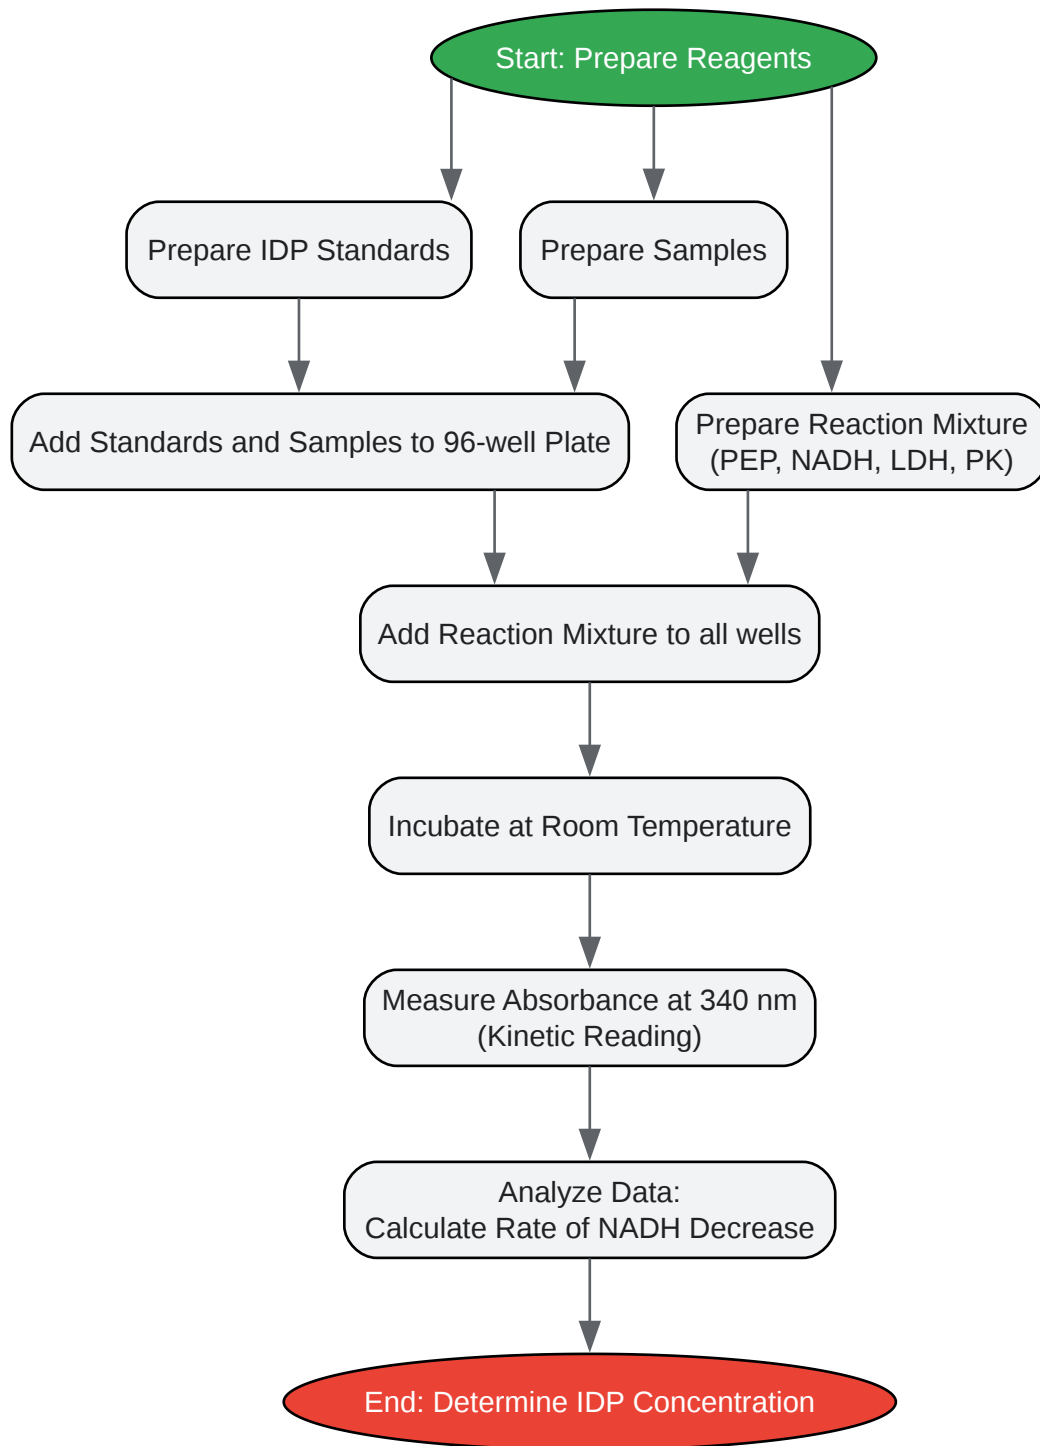 Start: Prepare Reagents
Prepare IDP Standards
Prepare Samples
Add Standards and Samples to 96-well Plate
Prepare Reaction Mixture
(PEP, NADH, LDH, PK)
Add Reaction Mixture to all wells
Incubate at Room Temperature
Measure Absorbance at 340 nm
(Kinetic Reading)
Analyze Data:
Calculate Rate of NADH Decrease
End: Determine IDP Concentration